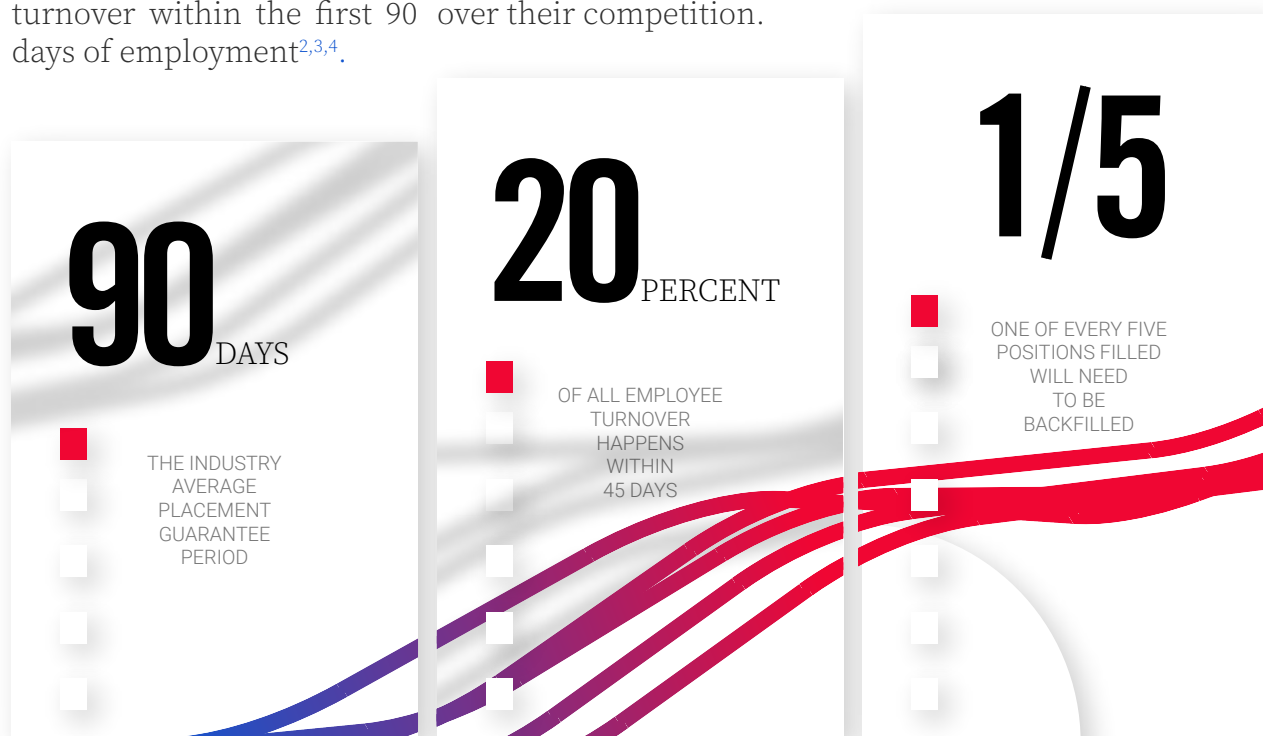 turnover within the first 90
days of employment2,3,4.
over their competition.
90 DAYS
THE INDUSTRY
AVERAGE
PLACEMENT
GUARANTEE
PERIOD
20 PERCENT
OF ALL EMPLOYEE
TURNOVER
HAPPENS
WITHIN
45 DAYS
1/5
ONE OF EVERY FIVE
POSITIONS FILLED
WILL NEED
TO BE
BACKFILLED